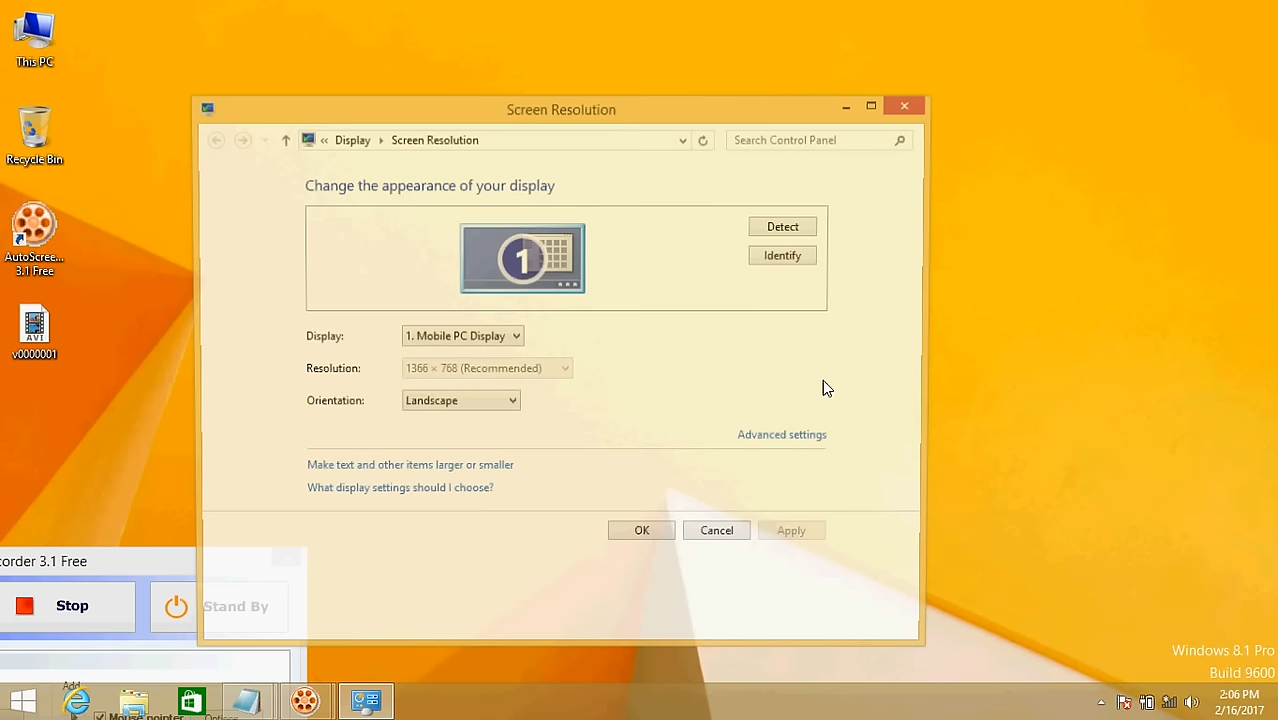 This PC
Recycle Bin
AutoScree...
3.1 Free
AVI
v0000001
Screen Resolution
« Display Screen Resolution
Search Control Panel
Change the appearance of your display
1
Detect
Identify
Display:
1. Mobile PC Display
Resolution:
1366 × 768 (Recommended)
Orientation:
Landscape
Advanced settings
Make text and other items larger or smaller
What display settings should I choose?
OK
Cancel
Apply
corder 3.1 Free
Stop
Stand By
Add
Mouse pointer
Options
Windows 8.1 Pro
Build 9600
2:06 PM
2/16/2017